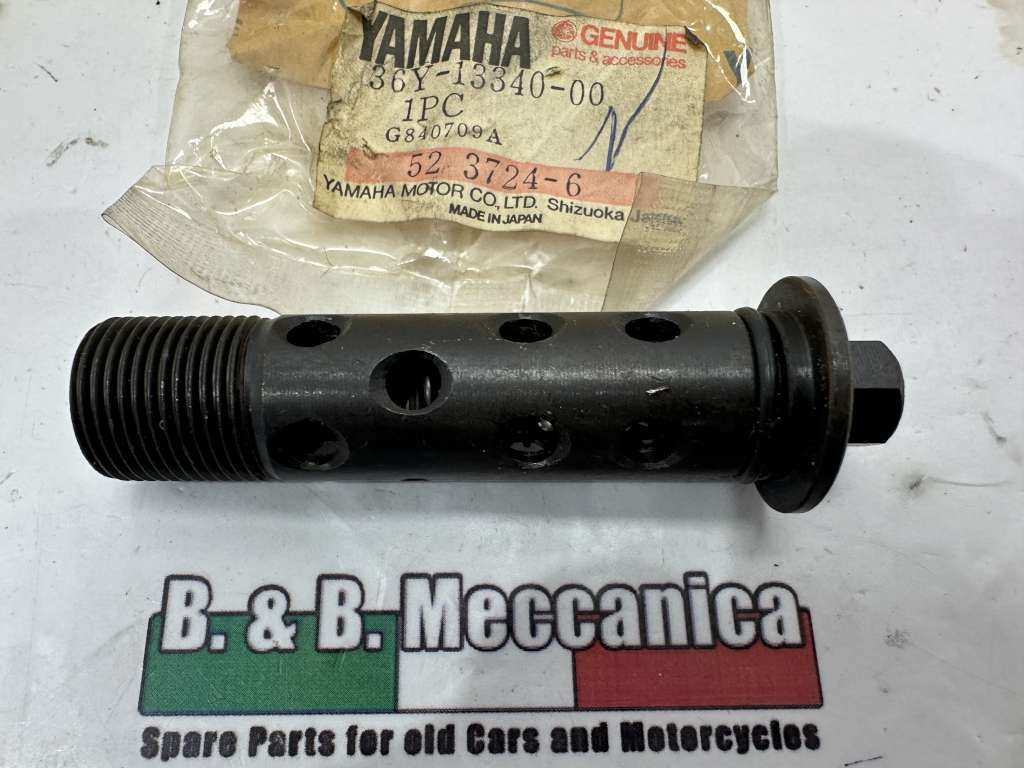 YAMAHA
GENUINE
parts & accessories
36Y-13340-00
1PC
G840709A
52 3724-6
YAMAHA MOTOR CO., LTD. Shizuoka Japan
MADE IN JAPAN
B. & B. Meccanica
Spare Parts for old Cars and Motorcycles